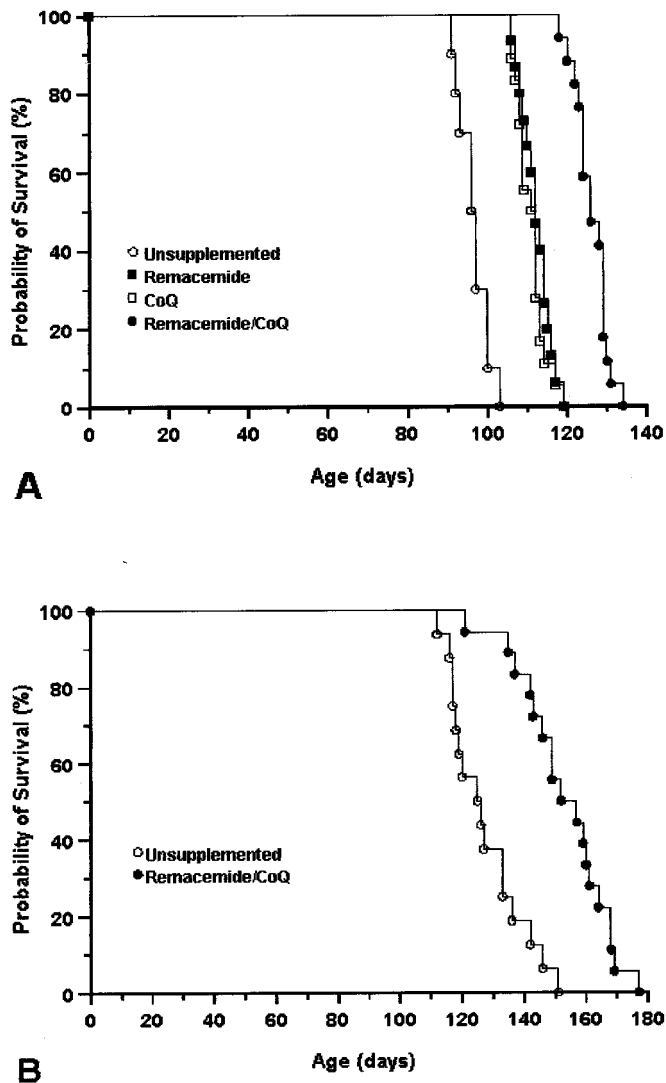 Probability of Survival (%)
100
80
60
40
20
0
Unsupplemented
Remacemide
CoQ
Remacemide/CoQ
0 20 40 60 80 100 120 140
Age (days)
A
Probability of Survival (%)
100
80
60
40
20
0
Unsupplemented
Remacemide/CoQ
0 20 40 60 80 100 120 140 160 180
Age (days)
B